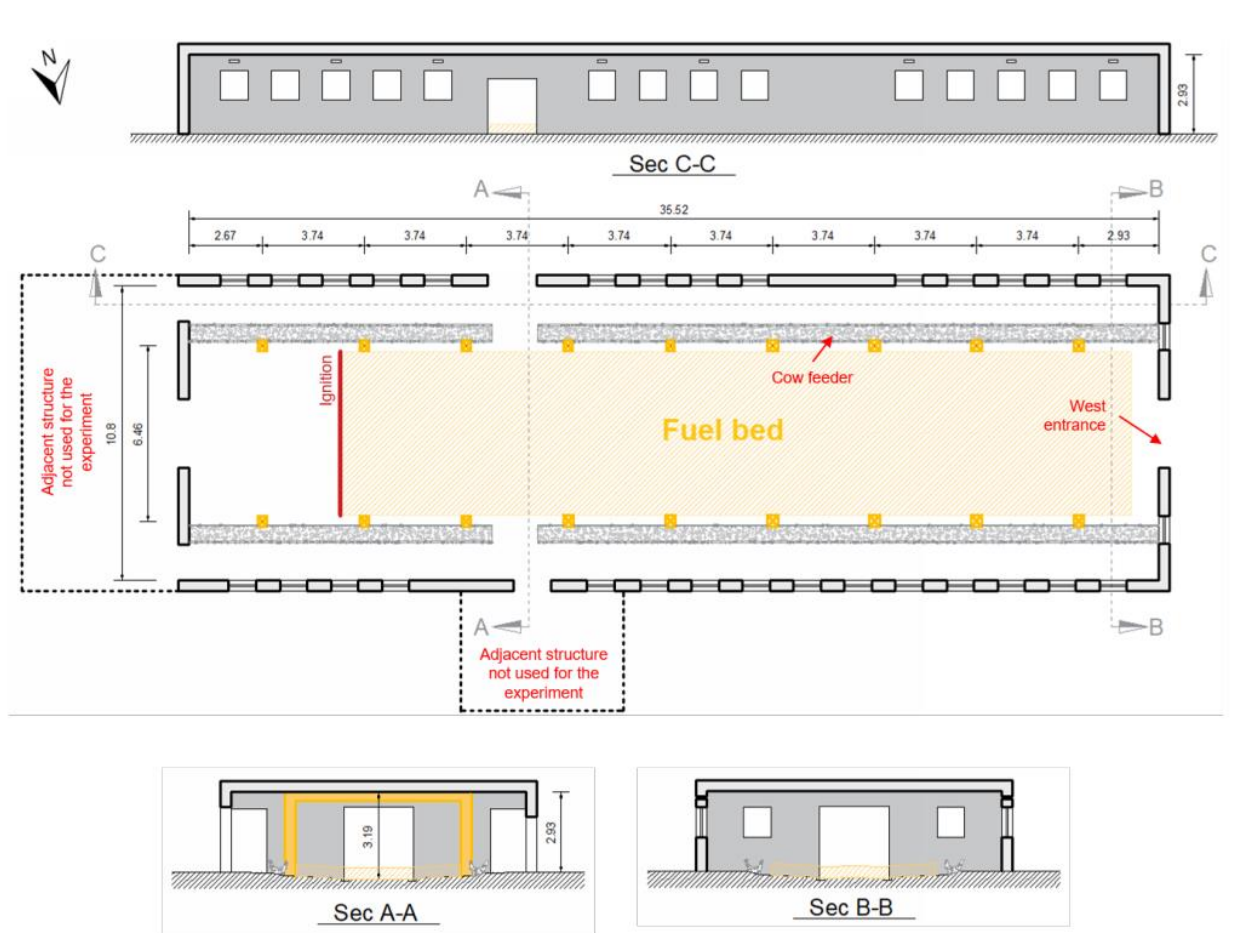 N
2.93
Sec C-C
A
B
35.52
2.67
3.74
3.74
3.74
3.74
3.74
3.74
3.74
3.74
2.93
C
C
Ignition
Cow feeder
West
entrance
Fuel bed
Adjacent structure
not used for the
experiment
10.8
6.46
A
B
Adjacent structure
not used for the
experiment
3.19
2.93
Sec A-A
Sec B-B